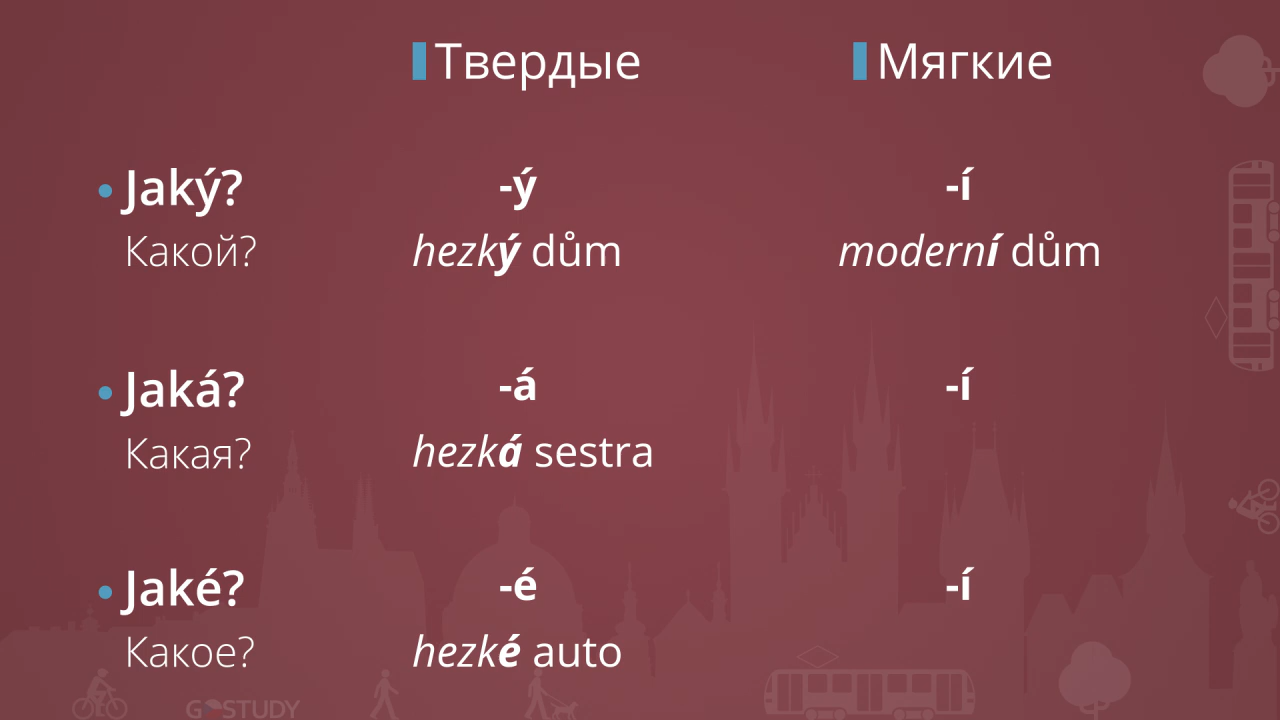 Твердые Мягкие
Jaký? -ý -í
Какой? hezký dům moderní dům
Jaká? -á -í
Какая? hezká sestra
Jaké? -é -í
Какое? hezké auto
GOSTUDY